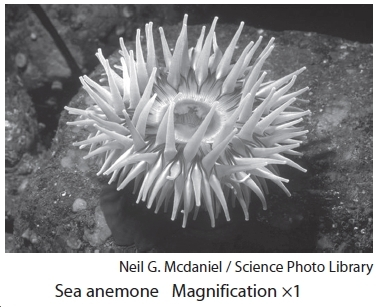 Neil G. Mcdaniel / Science Photo Library
Sea anemone Magnification ×1